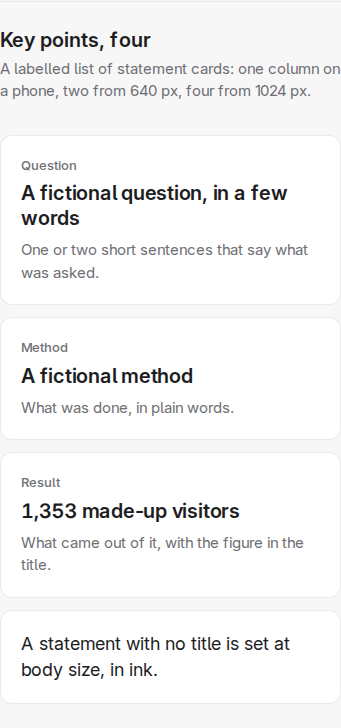 Key points, four
A labelled list of statement cards: one column on
a phone, two from 640 px, four from 1024 px.
Question
A fictional question, in a few
words
One or two short sentences that say what
was asked.
Method
A fictional method
What was done, in plain words.
Result
1,353 made-up visitors
What came out of it, with the figure in the
title.
A statement with no title is set at
body size, in ink.